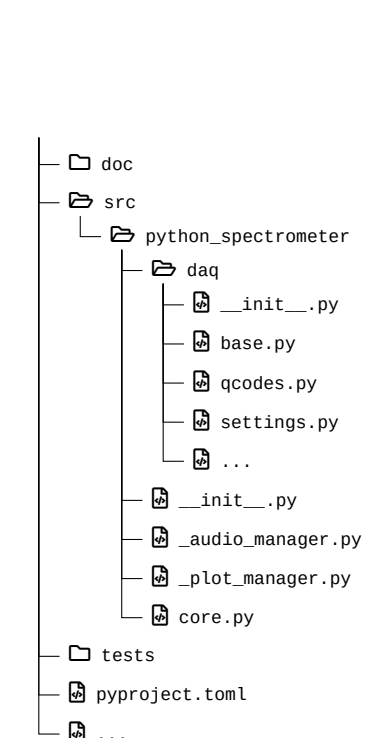 doc
src
python_spectrometer
daq
__init__.py
base.py
qcodes.py
settings.py
...
__init__.py
_audio_manager.py
_plot_manager.py
core.py
tests
pyproject.toml
...